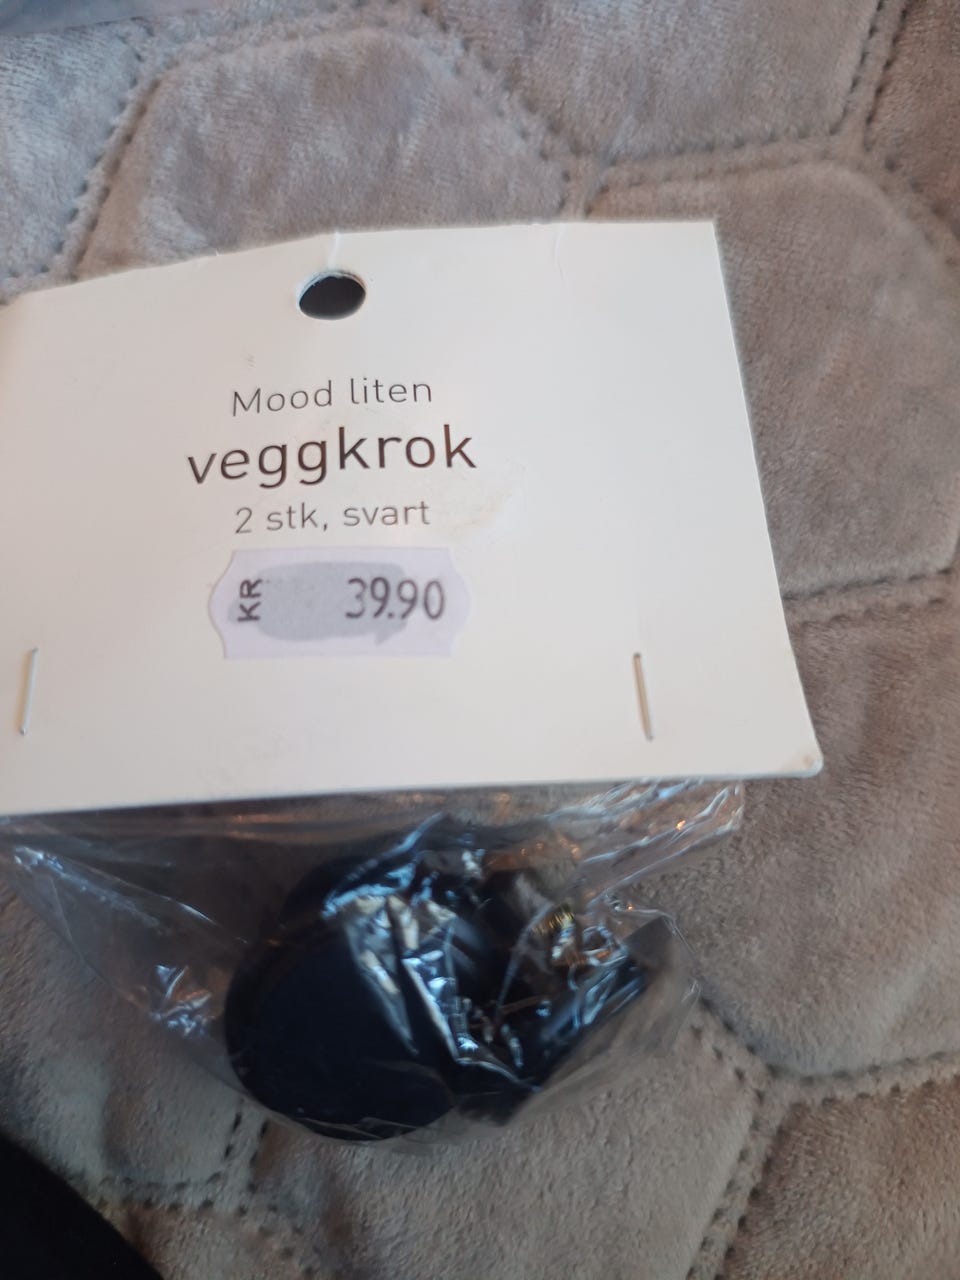 Mood liten
veggkrok
2 stk, svart
KR 39.90